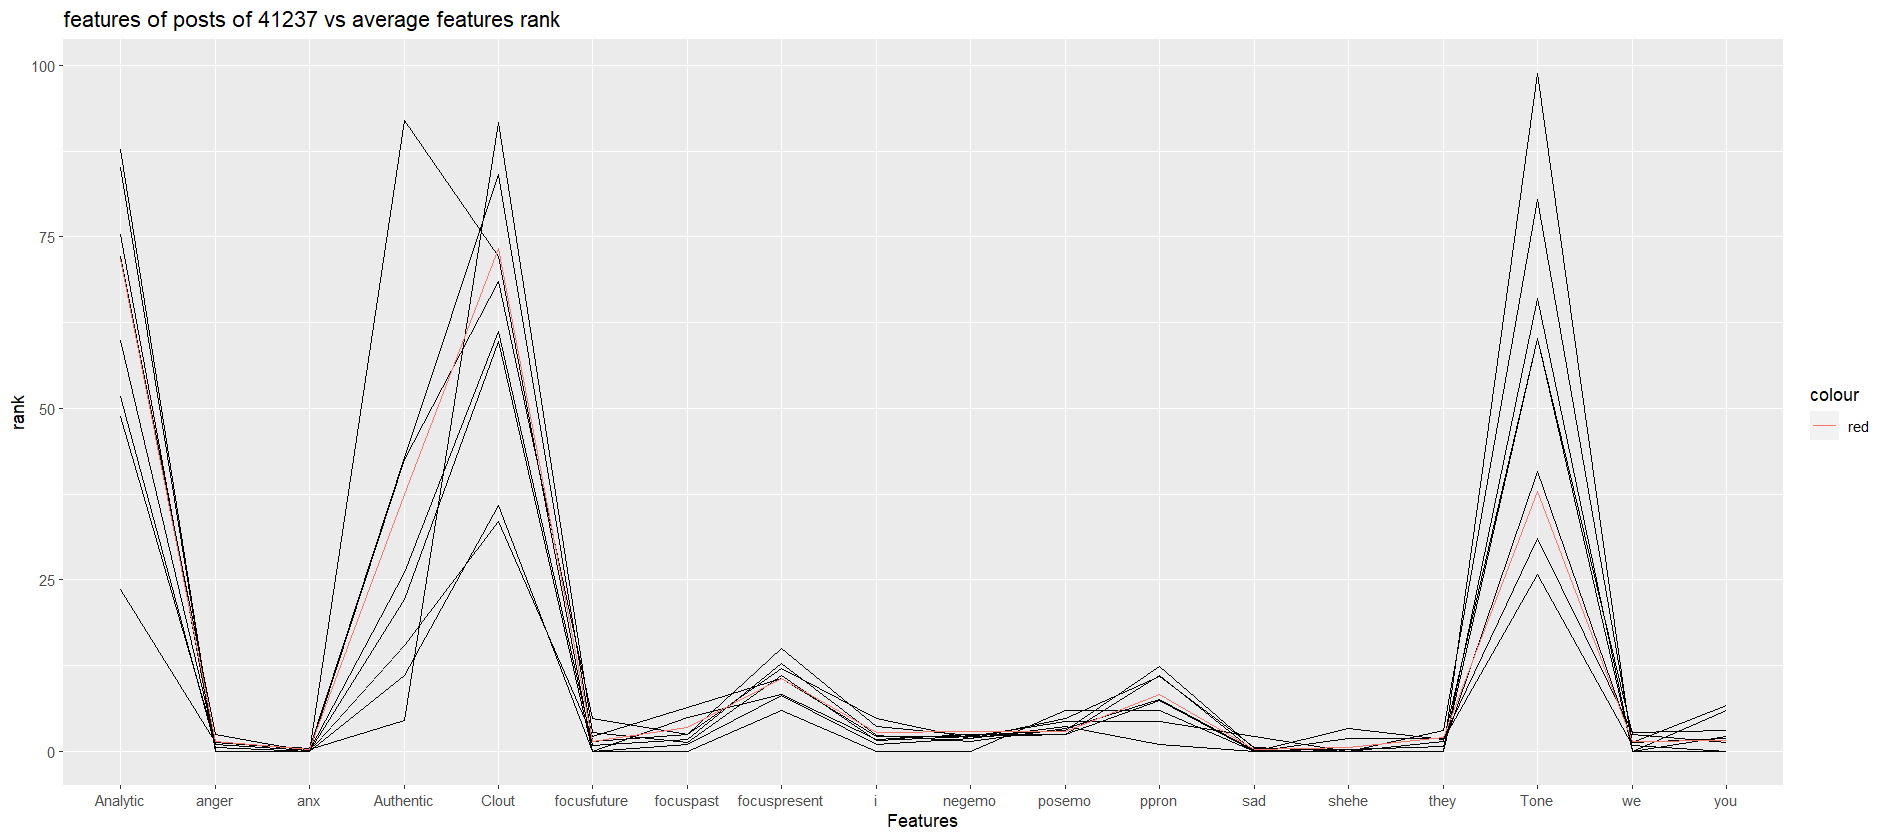 features of posts of 41237 vs average features rank
100
75
50
25
0
rank
Analytic anger anx Authentic Clout focusfuture focuspast focuspresent i negemo posemo ppron sad shehe they Tone we you
Features
colour
red